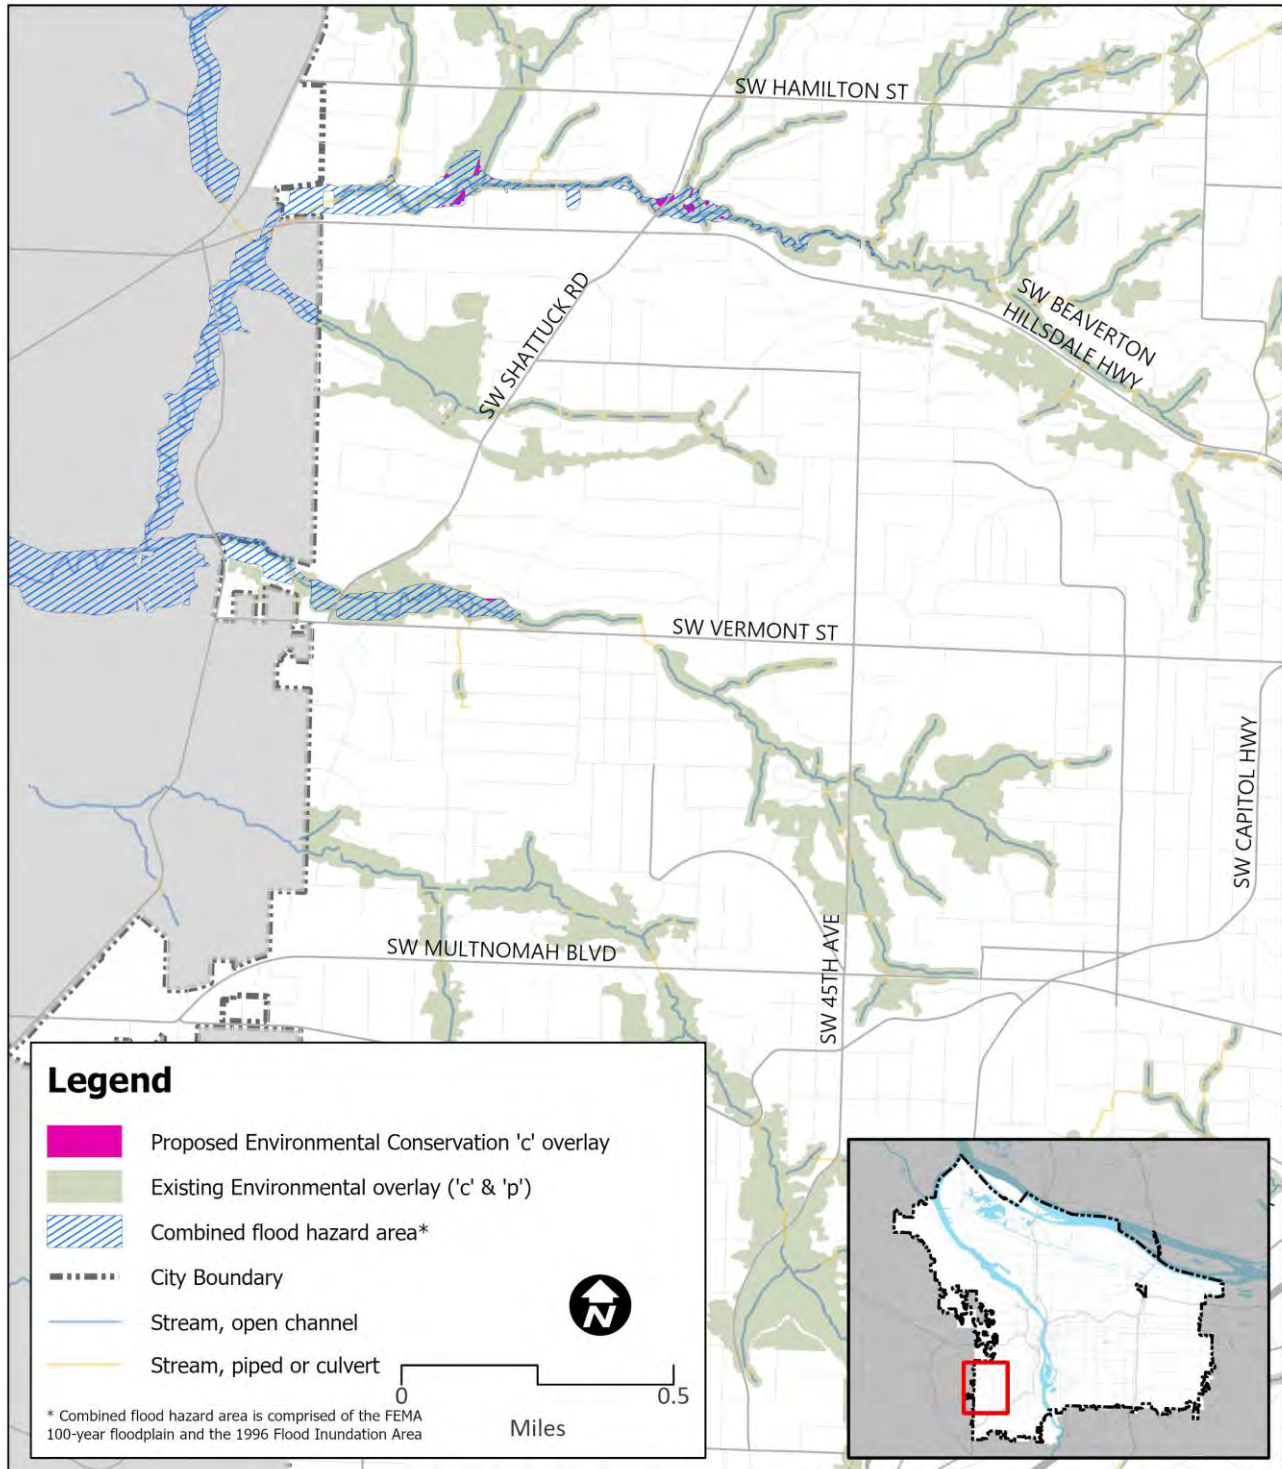 SW HAMILTON ST
SW SHATTUCK RD
SW BEAVERTON
HILLSDALE HWY
SW VERMONT ST
SW CAPITOL HWY
SW MULTNOMAH BLVD
SW 45TH AVE
Legend
Proposed Environmental Conservation 'c' overlay
Existing Environmental overlay ('c' & 'p')
Combined flood hazard area*
City Boundary
Stream, open channel
Stream, piped or culvert
N
0
0.5
Miles
* Combined flood hazard area is comprised of the FEMA
100-year floodplain and the 1996 Flood Inundation Area